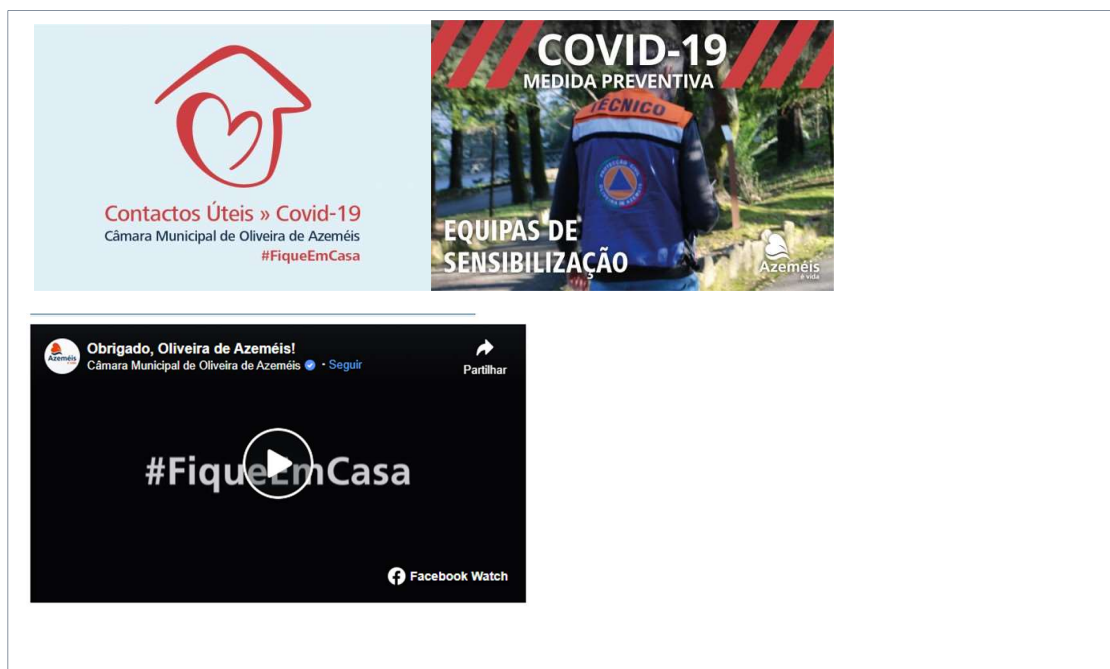 Contactos Úteis » Covid-19
Câmara Municipal de Oliveira de Azeméis
#FiqueEmCasa
COVID-19
MEDIDA PREVENTIVA
TÉCNICO
EQUIPAS DE
SENSIBILIZAÇÃO
Azeméis
é vida
Azeméis
Obrigado, Oliveira de Azeméis!
Câmara Municipal de Oliveira de Azeméis · Seguir
Partilhar
#FiqueEmCasa
Facebook Watch